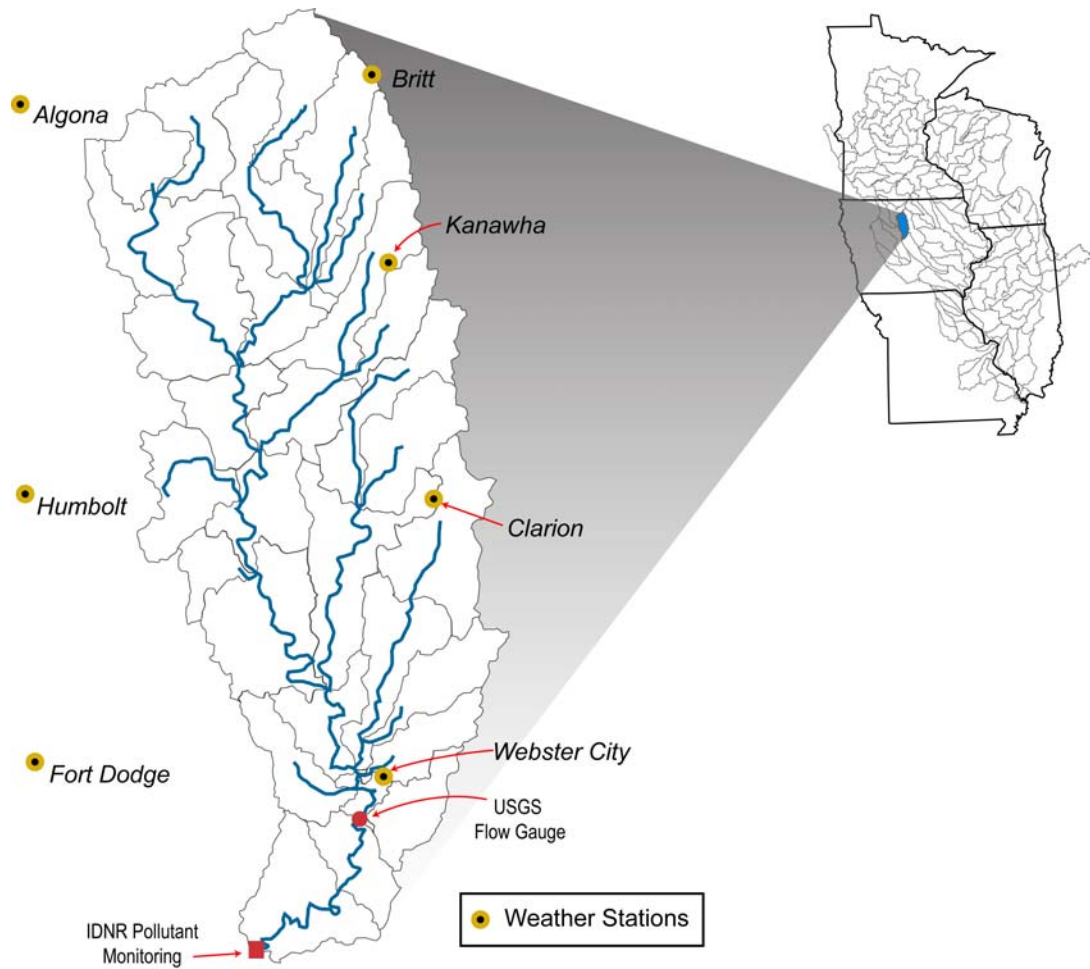 Britt
Algona
Kanawha
Humbolt
Clarion
Webster City
Fort Dodge
USGS
Flow Gauge
Weather Stations
IDNR Pollutant
Monitoring